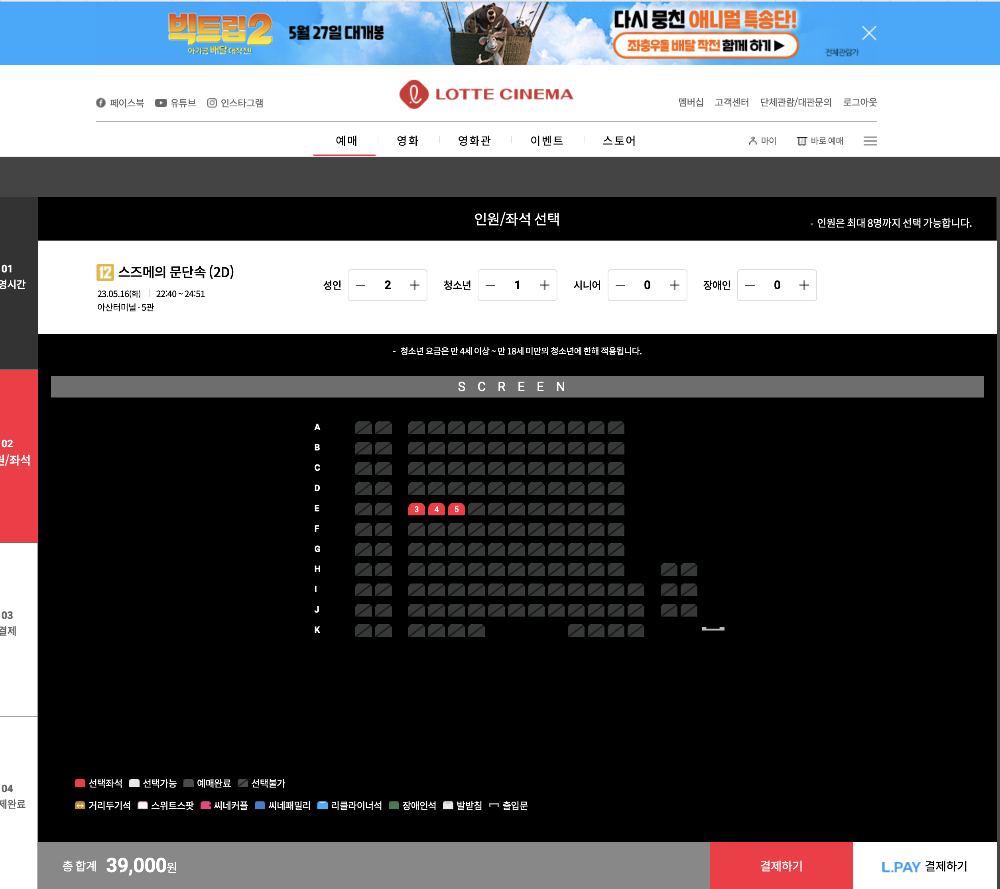 빅트립2
아기곰 배달 대작전!
5월 27일 대개봉
다시 뭉친 애니멀 특송단!
좌충우돌 배달 작전 함께 하기 ▶
전체관람가
페이스북 유튜브 인스타그램
LOTTE CINEMA
멤버십 고객센터 단체관람/대관문의 로그아웃
예매 영화 영화관 이벤트 스토어
마이 바로 예매
인원/좌석 선택
인원은 최대 8명까지 선택 가능합니다.
01
영시간
12 스즈메의 문단속 (2D)
23.05.16(화) 22:40 ~ 24:51
아산터미널 · 5관
성인 — 2 + 청소년 — 1 + 시니어 — 0 + 장애인 — 0 +
- 청소년 요금은 만 4세 이상 ~ 만 18세 미만의 청소년에 한해 적용됩니다.
SCREEN
A
B
02
원/좌석
C
D
E 3 4 5
F
G
H
I
J
K
03
결제
04
제완료
선택좌석 선택가능 예매완료 선택불가
거리두기석 스위트스팟 씨네커플 씨네패밀리 리클라이너석 장애인석 발받침 출입문
총 합계 39,000원
결제하기
L.PAY 결제하기